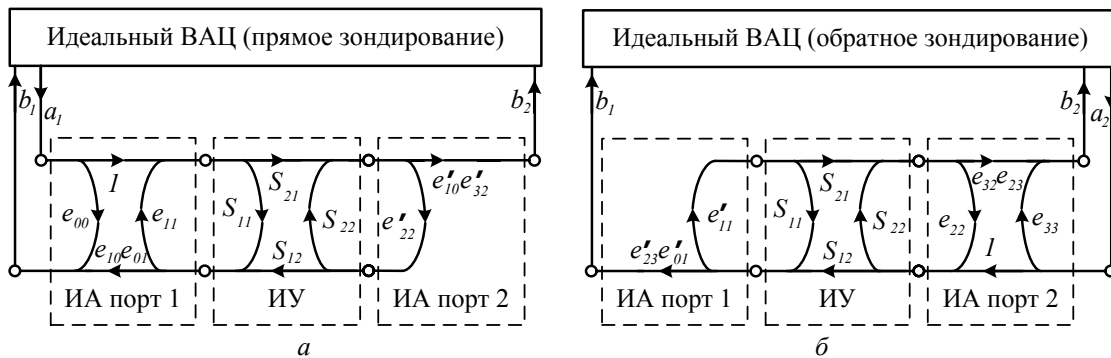 Идеальный ВАЦ (прямое зондирование)
b₁
a₁
b₂
1
e₀₀
e₁₁
e₁₀e₀₁
S₂₁
S₁₁
S₂₂
S₁₂
e'₁₀e'₃₂
e'₂₂
ИА порт 1
ИУ
ИА порт 2
а
Идеальный ВАЦ (обратное зондирование)
b₁
b₂
a₂
e'₁₁
e'₂₃e'₀₁
S₂₁
S₁₁
S₂₂
S₁₂
e₃₂e₂₃
e₂₂
e₃₃
1
ИА порт 1
ИУ
ИА порт 2
б